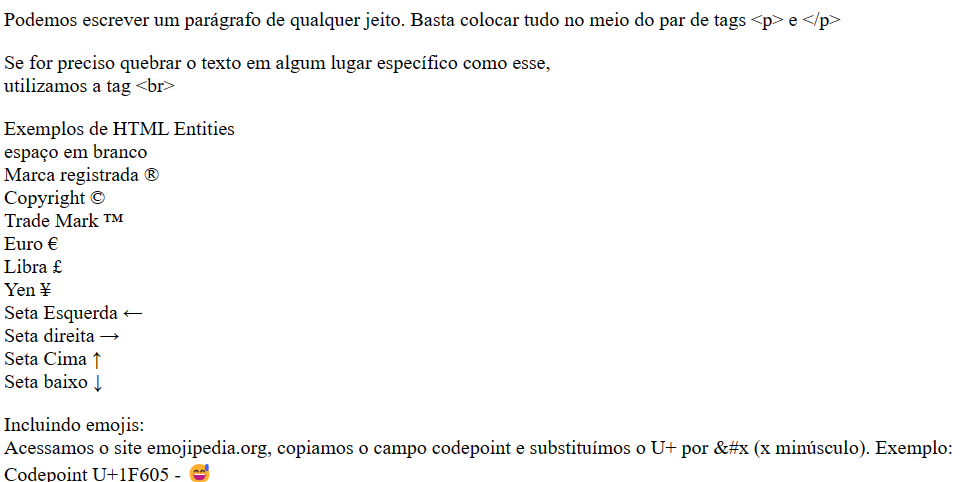 Podemos escrever um parágrafo de qualquer jeito. Basta colocar tudo no meio do par de tags <p> e </p>
Se for preciso quebrar o texto em algum lugar específico como esse,
utilizamos a tag <br>
Exemplos de HTML Entities
espaço em branco
Marca registrada ®
Copyright ©
Trade Mark ™
Euro €
Libra £
Yen ¥
Seta Esquerda ←
Seta direita →
Seta Cima ↑
Seta baixo ↓
Incluindo emojis:
Acessamos o site emojipedia.org, copiamos o campo codepoint e substituímos o U+ por &#x (x minúsculo). Exemplo:
Codepoint U+1F605 - 😅